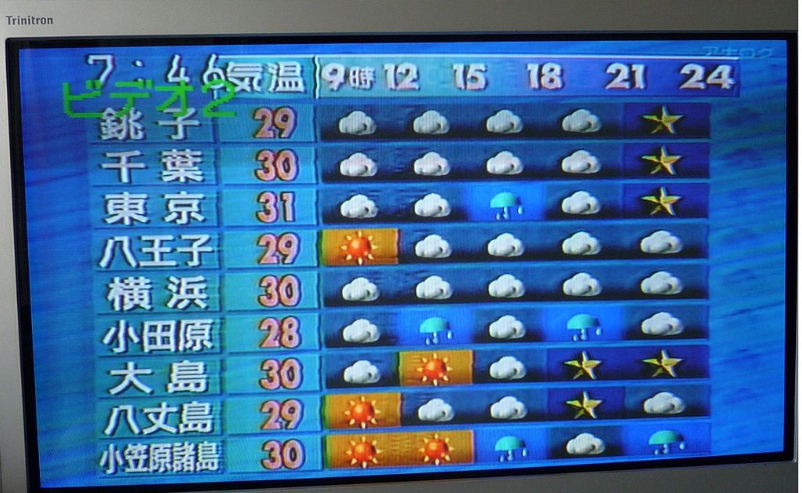 Trinitron
アナログ
7:46 気温 9時 12 15 18 21 24
ビデオ2
銚子 29
千葉 30
東京 31
八王子 29
横浜 30
小田原 28
大島 30
八丈島 29
小笠原諸島 30